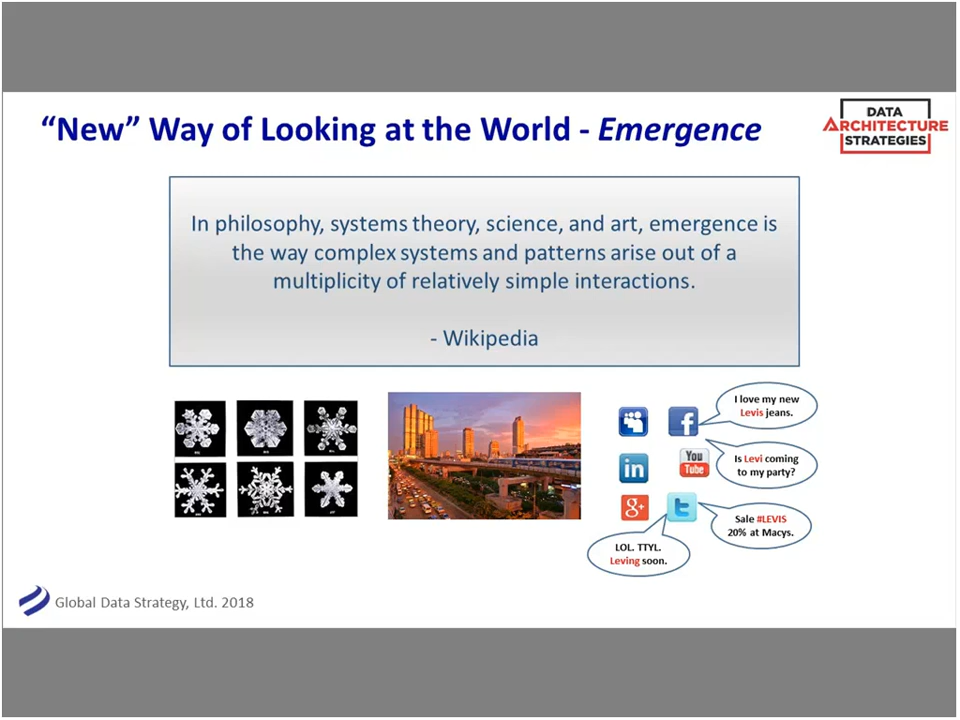 “New” Way of Looking at the World - Emergence
DATA
ARCHITECTURE
STRATEGIES
In philosophy, systems theory, science, and art, emergence is
the way complex systems and patterns arise out of a
multiplicity of relatively simple interactions.
- Wikipedia
I love my new
Levis jeans.
f
in
You
Tube
Is Levi coming
to my party?
g+
Sale #LEVIS
20% at Macys.
LOL. TTYL.
Leving soon.
Global Data Strategy, Ltd. 2018